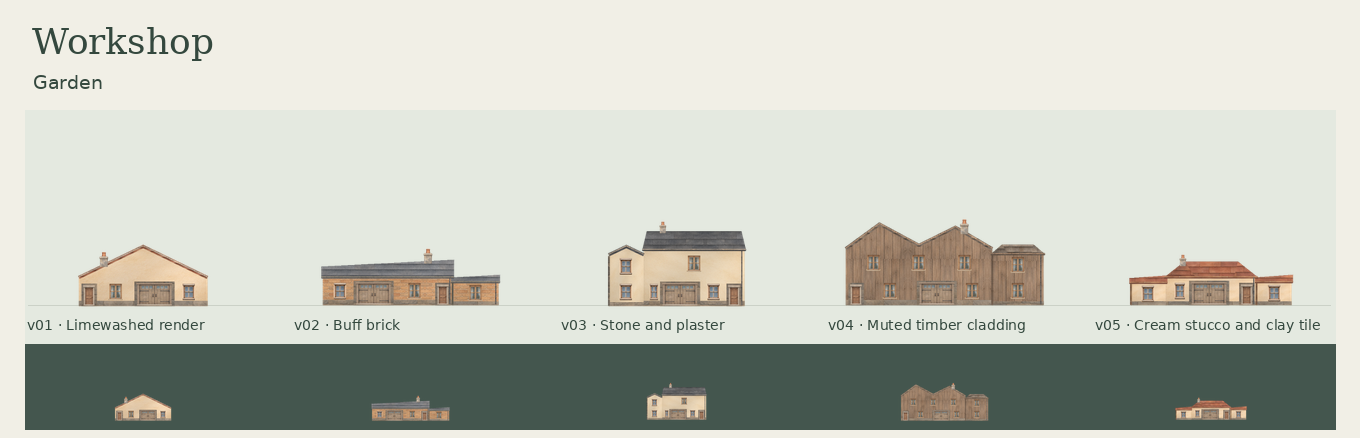 Workshop
Garden
v01 · Limewashed render
v02 · Buff brick
v03 · Stone and plaster
v04 · Muted timber cladding
v05 · Cream stucco and clay tile